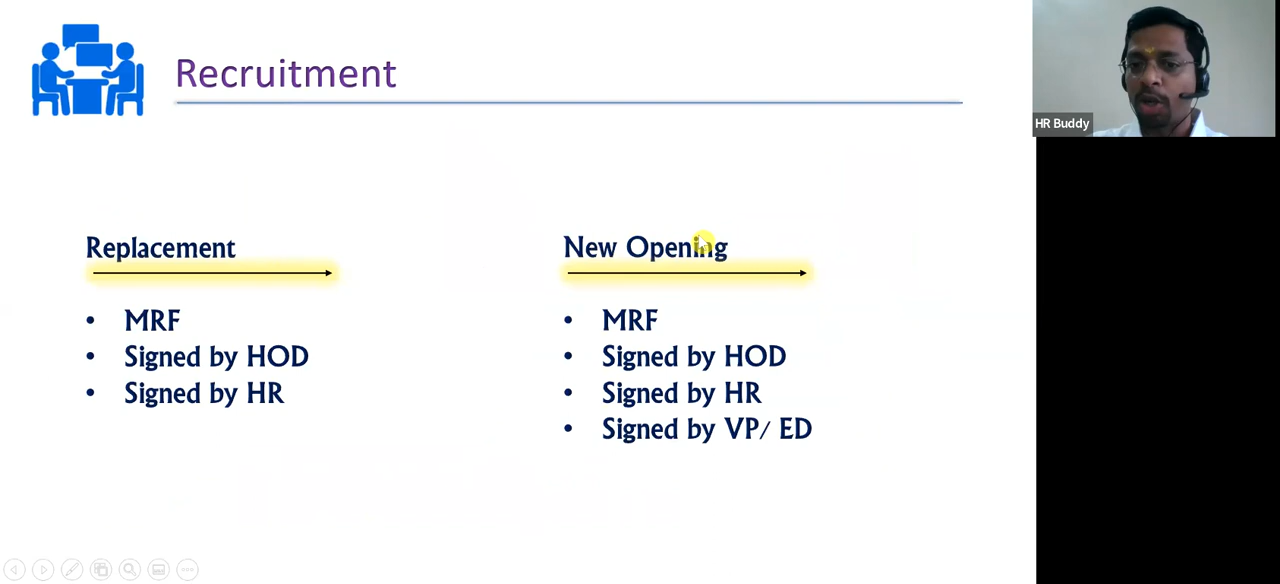 Recruitment
HR Buddy
Replacement
• MRF
• Signed by HOD
• Signed by HR
New Opening
• MRF
• Signed by HOD
• Signed by HR
• Signed by VP/ ED